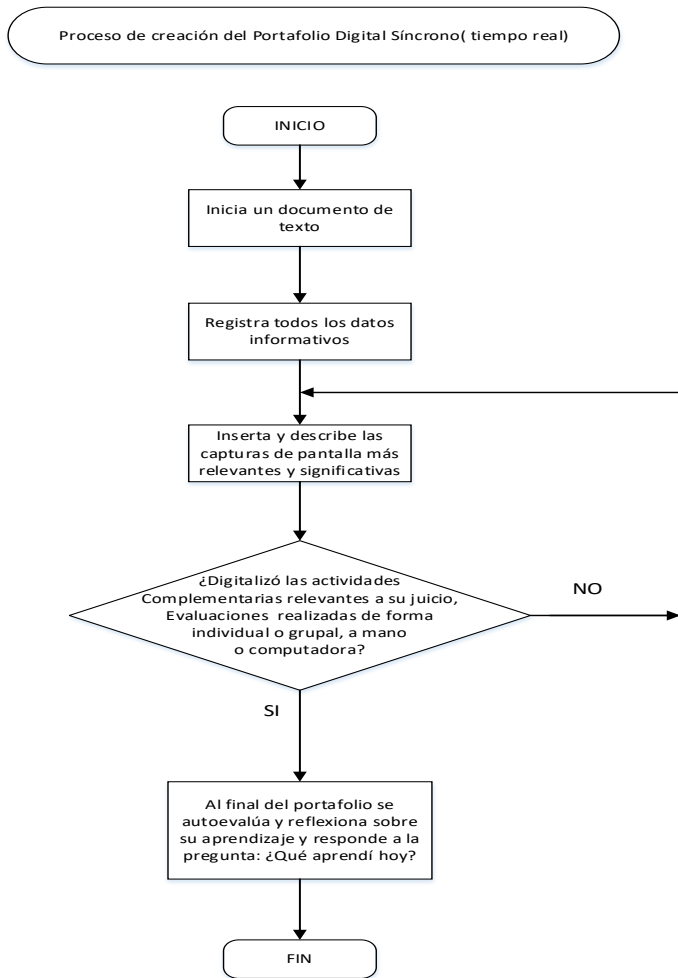 Proceso de creación del Portafolio Digital Síncrono( tiempo real)
INICIO
Inicia un documento de
texto
Registra todos los datos
informativos
Inserta y describe las
capturas de pantalla más
relevantes y significativas
¿Digitalizó las actividades
Complementarias relevantes a su juicio,
Evaluaciones realizadas de forma
individual o grupal, a mano
o computadora?
NO
SI
Al final del portafolio se
autoevalúa y reflexiona sobre
su aprendizaje y responde a la
pregunta: ¿Qué aprendí hoy?
FIN